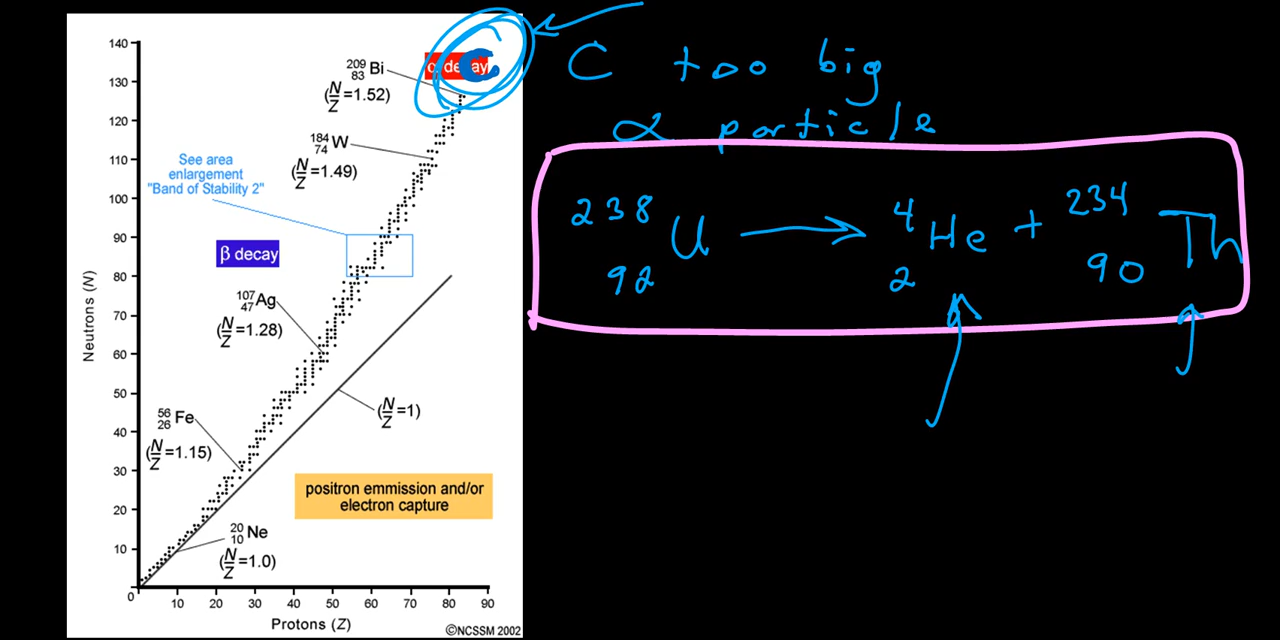 140
130
120
110
100
90
80
70
60
50
40
30
20
10
0
10 20 30 40 50 60 70 80 90
Neutrons (N)
Protons (Z)
209
83 Bi
(N/Z = 1.52)
184
74 W
(N/Z = 1.49)
See area
enlargement
"Band of Stability 2"
β decay
107
47 Ag
(N/Z = 1.28)
56
26 Fe
(N/Z = 1.15)
(N/Z = 1)
positron emmission and/or
electron capture
20
10 Ne
(N/Z = 1.0)
©NCSSM 2002
C
C too big
α particle
238 92 U → 4 2 He + 234 90 Th